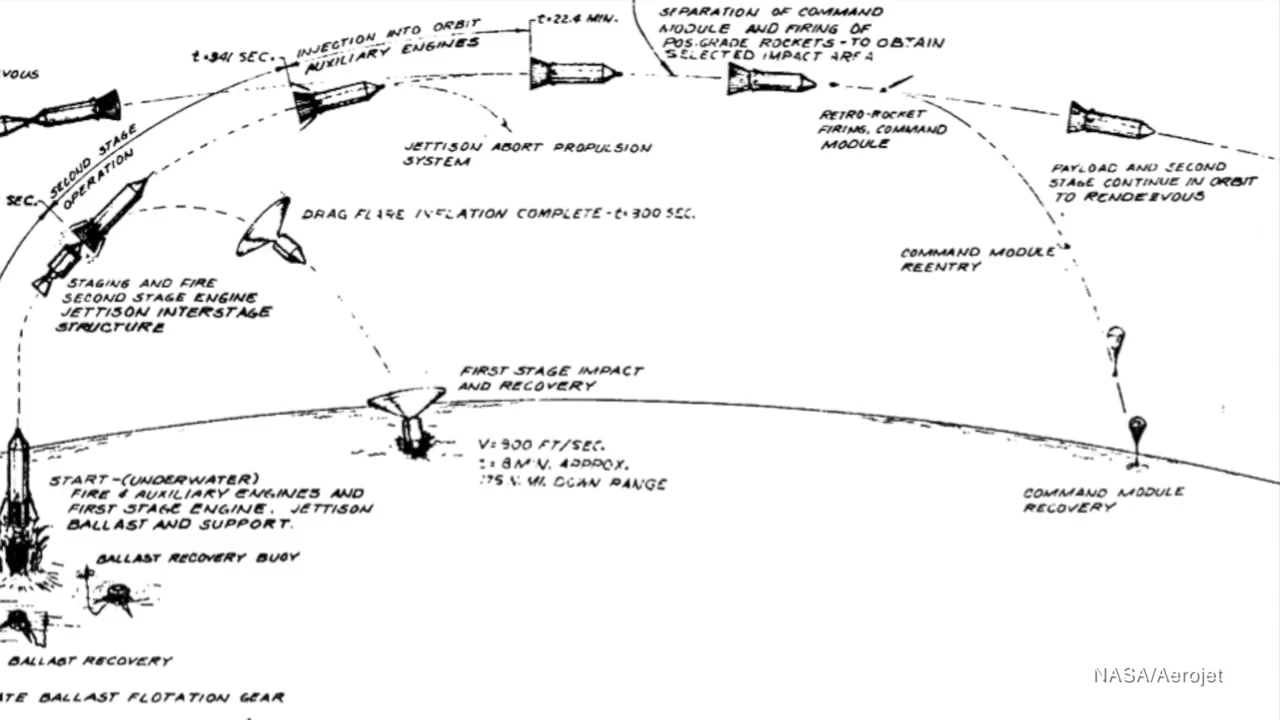 t=22.4 MIN.
SEPARATION OF COMMAND
MODULE AND FIRING OF
POS-GRADE ROCKETS - TO OBTAIN
SELECTED IMPACT AREA
INJECTION INTO ORBIT
AUXILIARY ENGINES
t=341 SEC.
VOUS
SECOND STAGE
OPERATION
SEC.
JETTISON ABORT PROPULSION
SYSTEM
RETRO-ROCKET
FIRING, COMMAND
MODULE
PAYLOAD AND SECOND
STAGE CONTINUE IN ORBIT
TO RENDEZVOUS
DRAG FLARE INFLATION COMPLETE - t=300 SEC.
COMMAND MODULE
REENTRY
STAGING AND FIRE
SECOND STAGE ENGINE
JETTISON INTERSTAGE
STRUCTURE
FIRST STAGE IMPACT
AND RECOVERY
V=300 FT/SEC.
t=8 MIN. APPROX.
N. MI. DOWN RANGE
START-(UNDERWATER)
FIRE 4 AUXILIARY ENGINES AND
FIRST STAGE ENGINE. JETTISON
BALLAST AND SUPPORT.
COMMAND MODULE
RECOVERY
BALLAST RECOVERY BUOY
BALLAST RECOVERY
ATE BALLAST FLOTATION GEAR
NASA/Aerojet